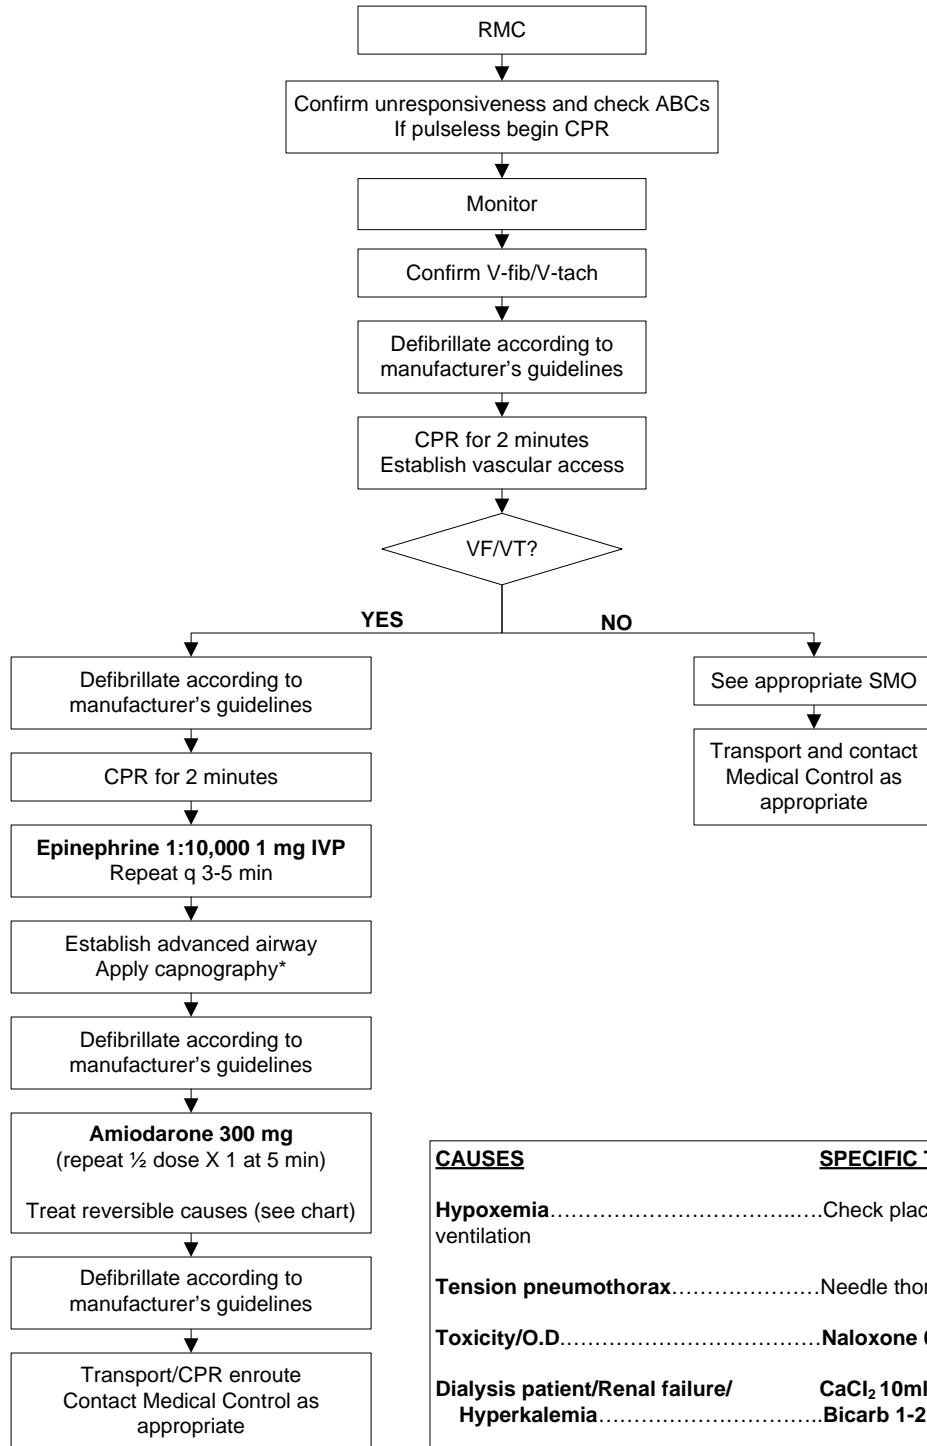 RMC
Confirm unresponsiveness and check ABCs
If pulseless begin CPR
Monitor
Confirm V-fib/V-tach
Defibrillate according to
manufacturer's guidelines
CPR for 2 minutes
Establish vascular access
VF/VT?
YES
NO
Defibrillate according to
manufacturer's guidelines
CPR for 2 minutes
Epinephrine 1:10,000 1 mg IVP
Repeat q 3-5 min
Establish advanced airway
Apply capnography*
Defibrillate according to
manufacturer's guidelines
Amiodarone 300 mg
(repeat ½ dose X 1 at 5 min)
Treat reversible causes (see chart)
Defibrillate according to
manufacturer's guidelines
Transport/CPR enroute
Contact Medical Control as
appropriate
See appropriate SMO
Transport and contact
Medical Control as
appropriate
CAUSES SPECIFIC
Hypoxemia……………………………..….Check
ventilation
Tension pneumothorax………..………Needle
Toxicity/O.D……………………………Naloxone
Dialysis patient/Renal failure/ CaCl₂ 10ml
Hyperkalemia………………………..Bicarb 1-2